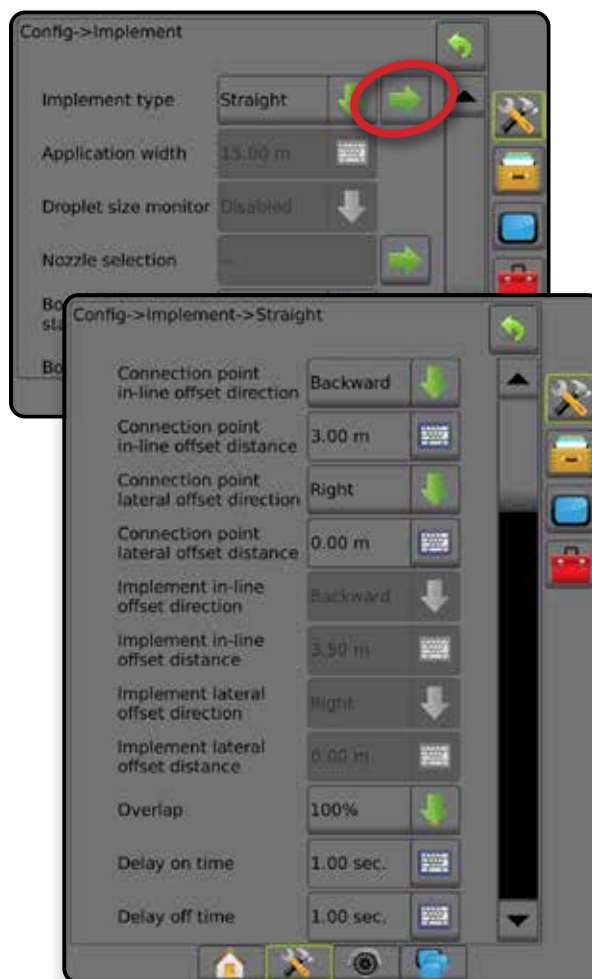 Config->Implement
Implement type Straight
Application width 15.00 m
Droplet size monitor Disabled
Nozzle selection --
Bo
sta
Bo
Config->Implement->Straight
Connection point
in-line offset direction Backward
Connection point
in-line offset distance 3.00 m
Connection point
lateral offset direction Right
Connection point
lateral offset distance 0.00 m
Implement in-line
offset direction Backward
Implement in-line
offset distance 3.50 m
Implement lateral
offset direction Right
Implement lateral
offset distance 0.00 m
Overlap 100%
Delay on time 1.00 sec.
Delay off time 1.00 sec.